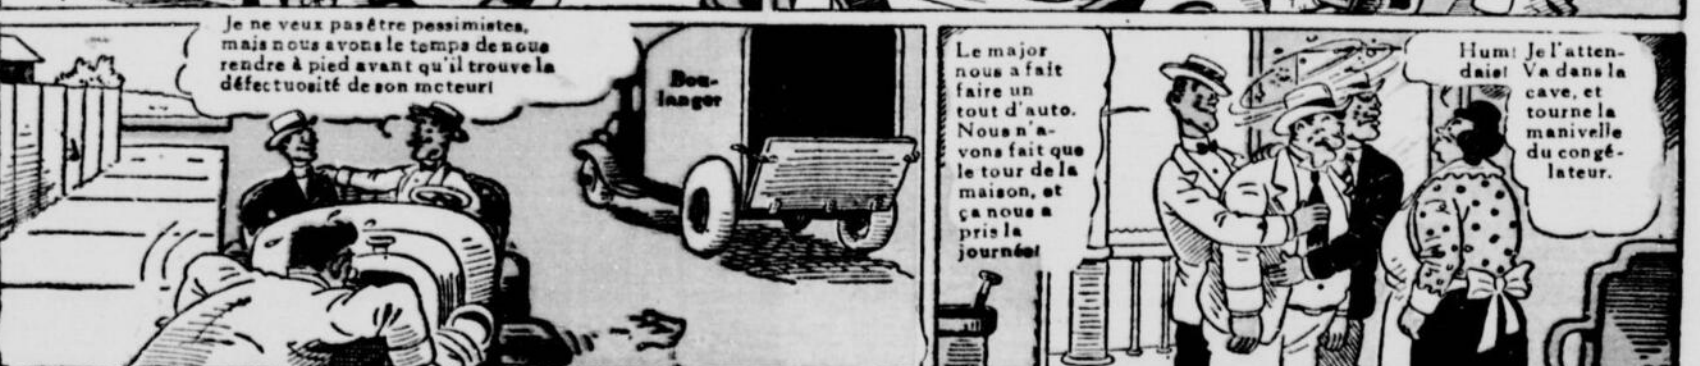 Je ne veux pas être pessimistes,
mais nous avons le temps de nous
rendre à pied avant qu'il trouve la
défectuosité de son moteur!
Bou-
langer
Le major
nous a fait
faire un
tout d'auto.
Nous n'a-
vons fait que
le tour de la
maison, et
ça nous a
pris la
journée!
Hum! Je l'atten-
dais! Va dans la
cave, et
tourne la
manivelle
du congé-
lateur.